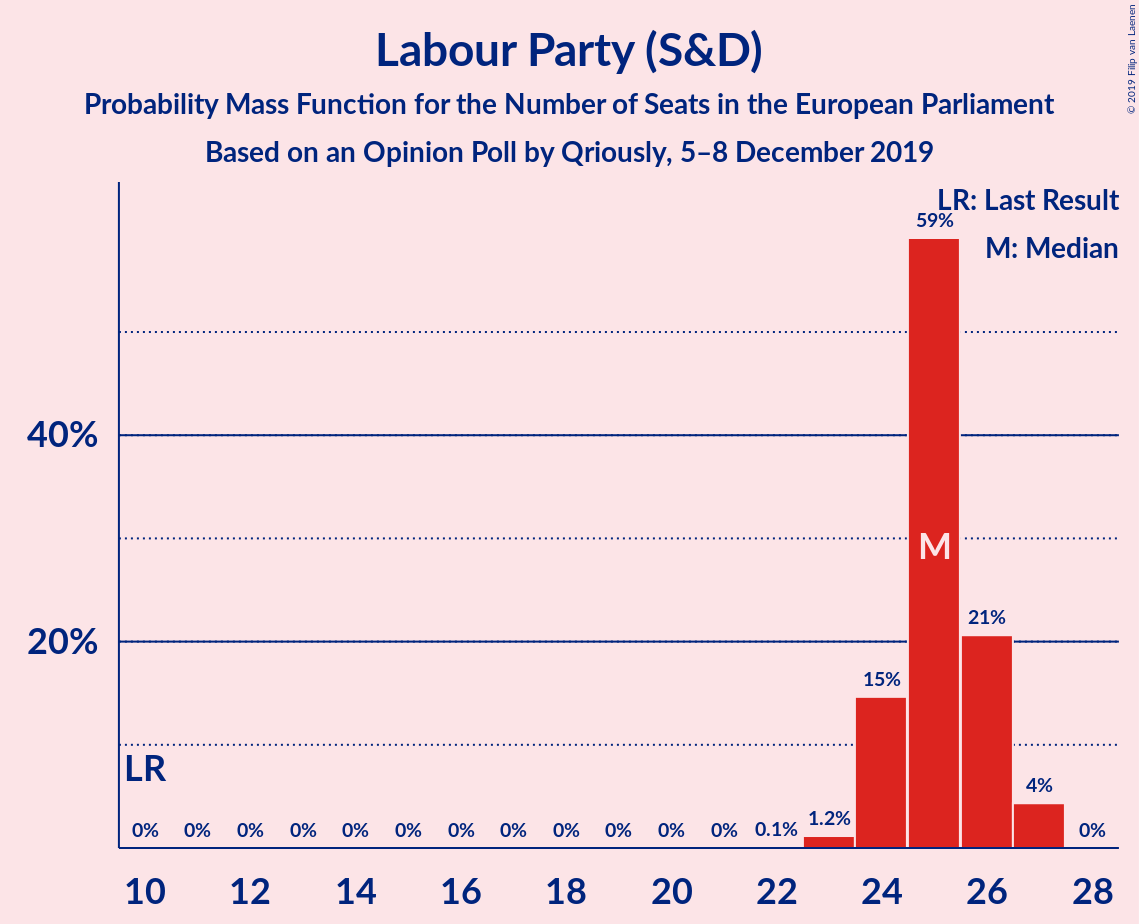 Labour Party (S&D)
Probability Mass Function for the Number of Seats in the European Parliament
Based on an Opinion Poll by Qriously, 5–8 December 2019
© 2019 Filip van Laenen
LR: Last Result
M: Median
59%
40%
M
20%
21%
15%
LR
4%
0% 0% 0% 0% 0% 0% 0% 0% 0% 0% 0% 0% 0.1% 1.2% 0%
10 12 14 16 18 20 22 24 26 28